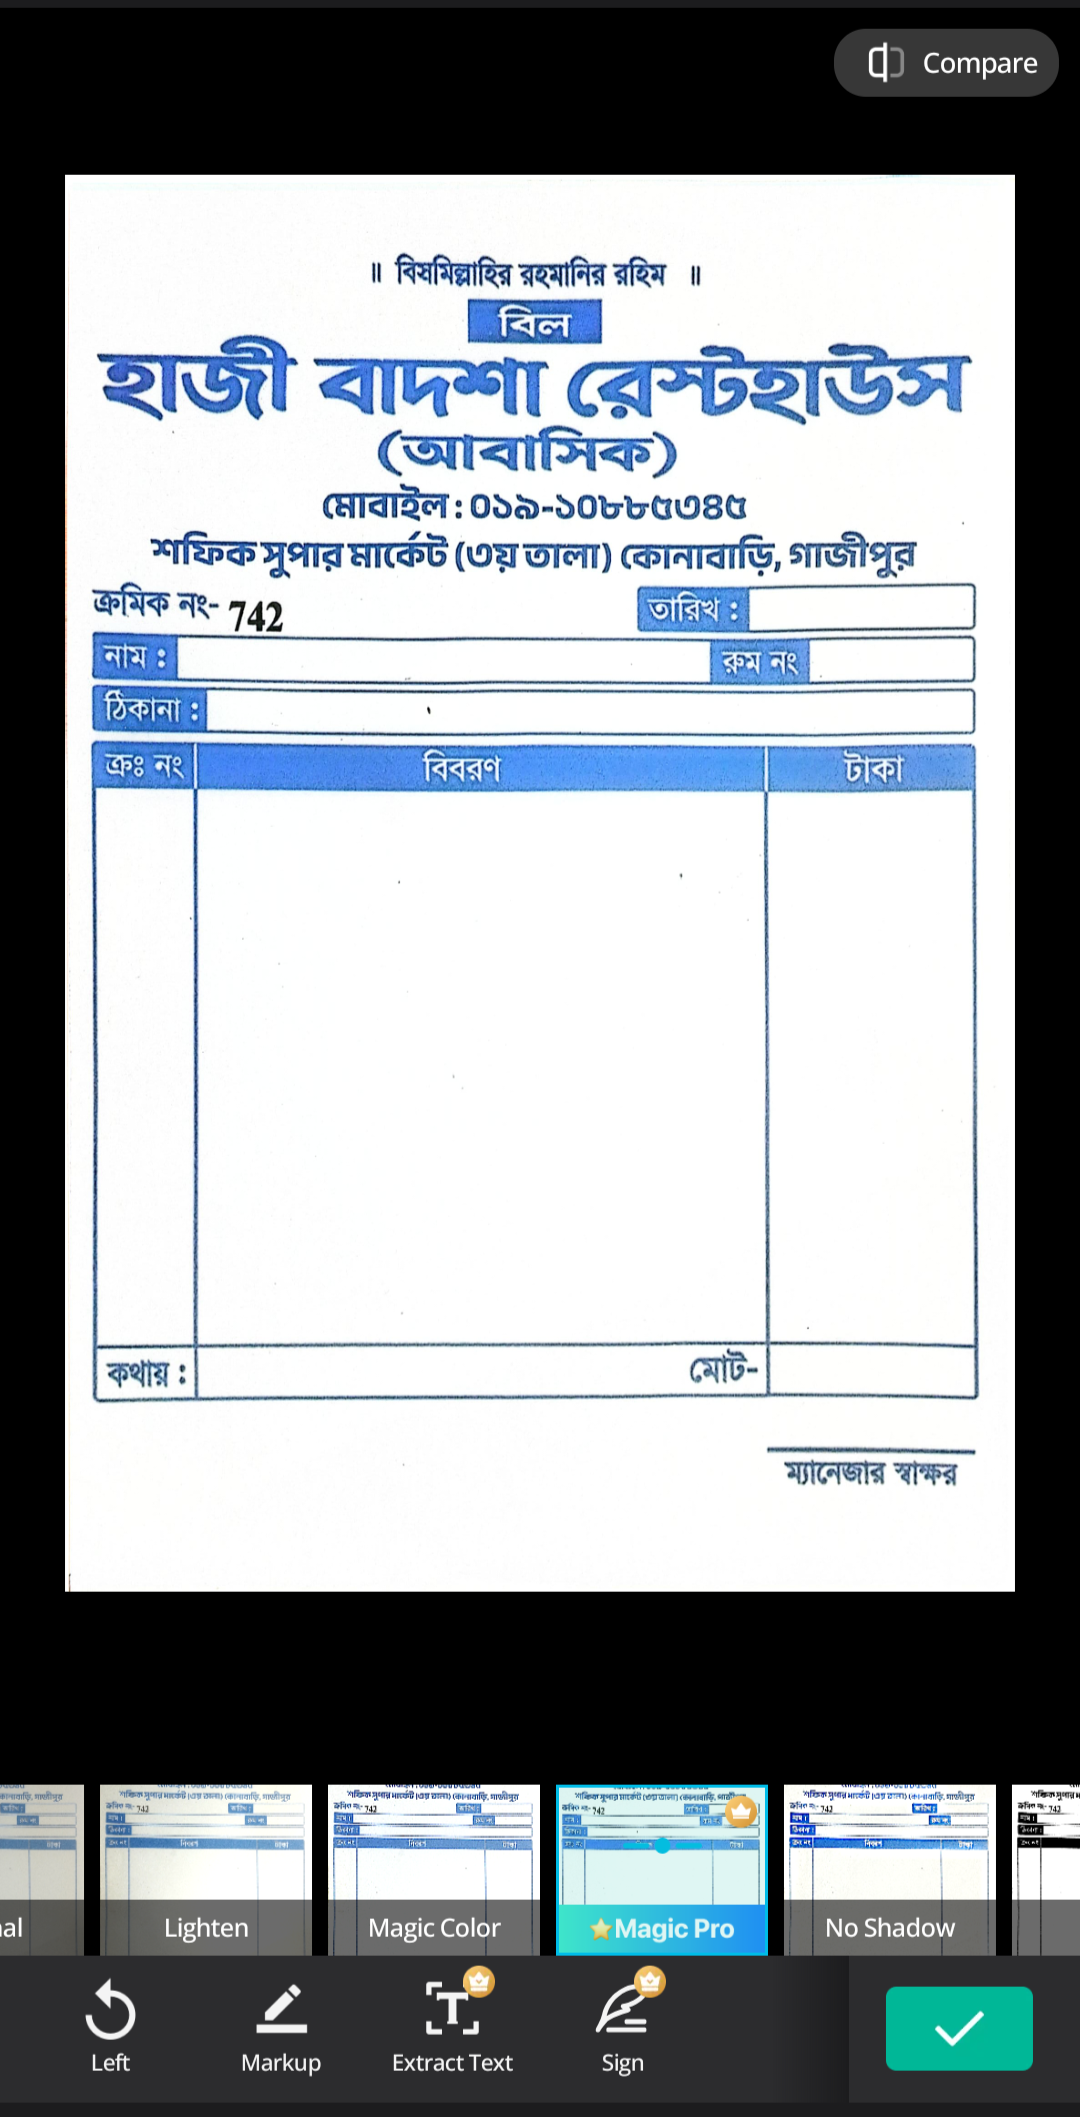 Compare
॥ বিসমিল্লাহির রহমানির রহিম ॥
বিল
হাজী বাদশা রেস্টহাউস
(আবাসিক)
মোবাইল : ০১৯-১০৮৮৫৩৪৫
শফিক সুপার মার্কেট (৩য় তালা) কোনাবাড়ি, গাজীপুর
ক্রমিক নং- 742 তারিখ :
নাম : রুম নং
ঠিকানা :
ক্রঃ নং বিবরণ টাকা
কথায় : মোট-
ম্যানেজার স্বাক্ষর
Lighten Magic Color Magic Pro No Shadow
Left Markup Extract Text Sign